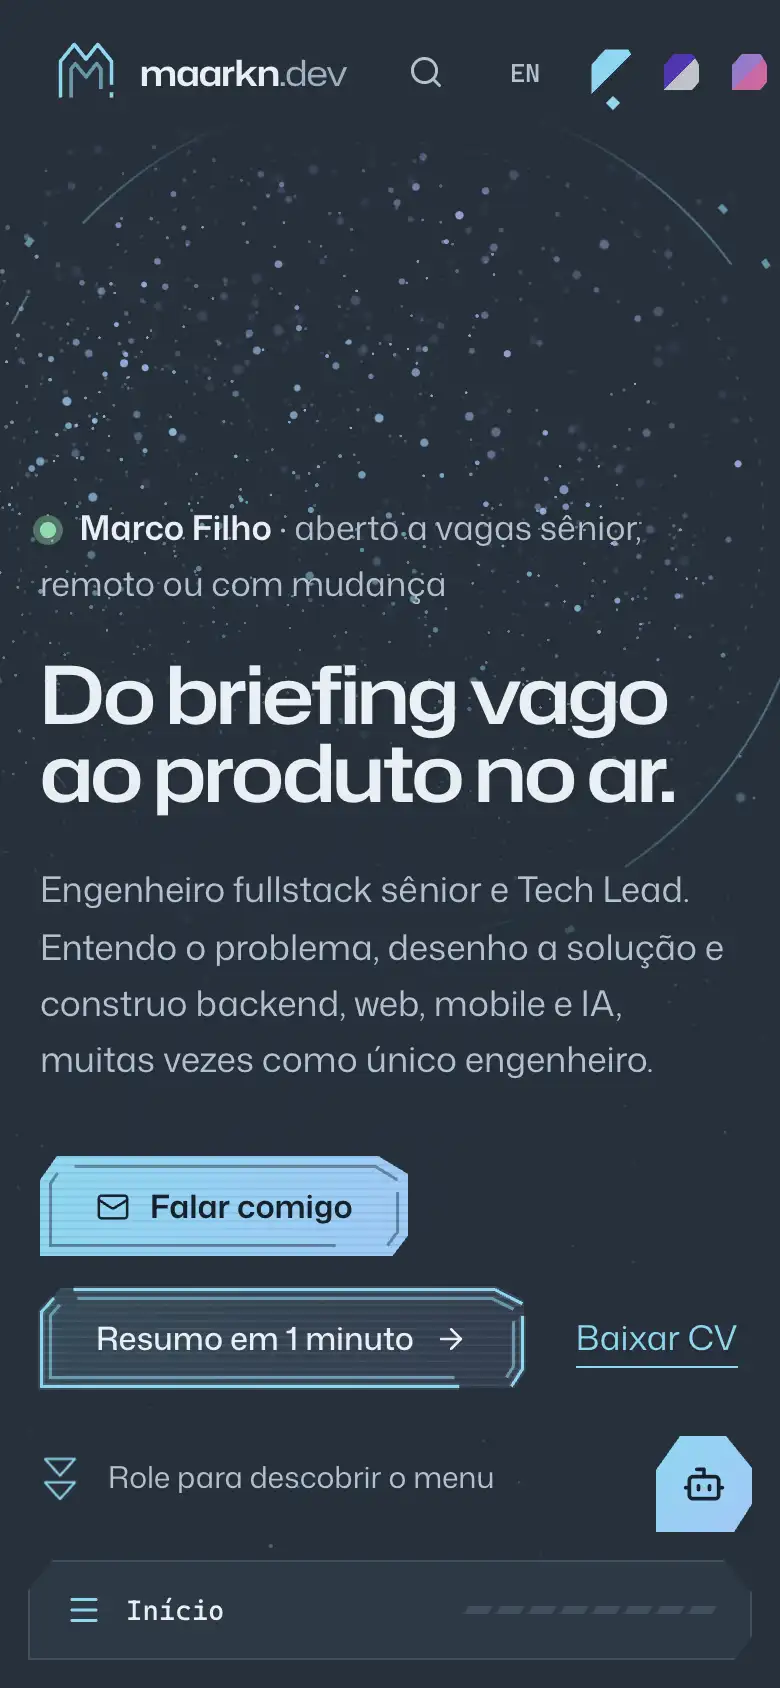 maarkn.dev
EN
Marco Filho · aberto a vagas sênior,
remoto ou com mudança
Do briefing vago
ao produto no ar.
Engenheiro fullstack sênior e Tech Lead.
Entendo o problema, desenho a solução e
construo backend, web, mobile e IA,
muitas vezes como único engenheiro.
Falar comigo
Resumo em 1 minuto →
Baixar CV
Role para descobrir o menu
Início